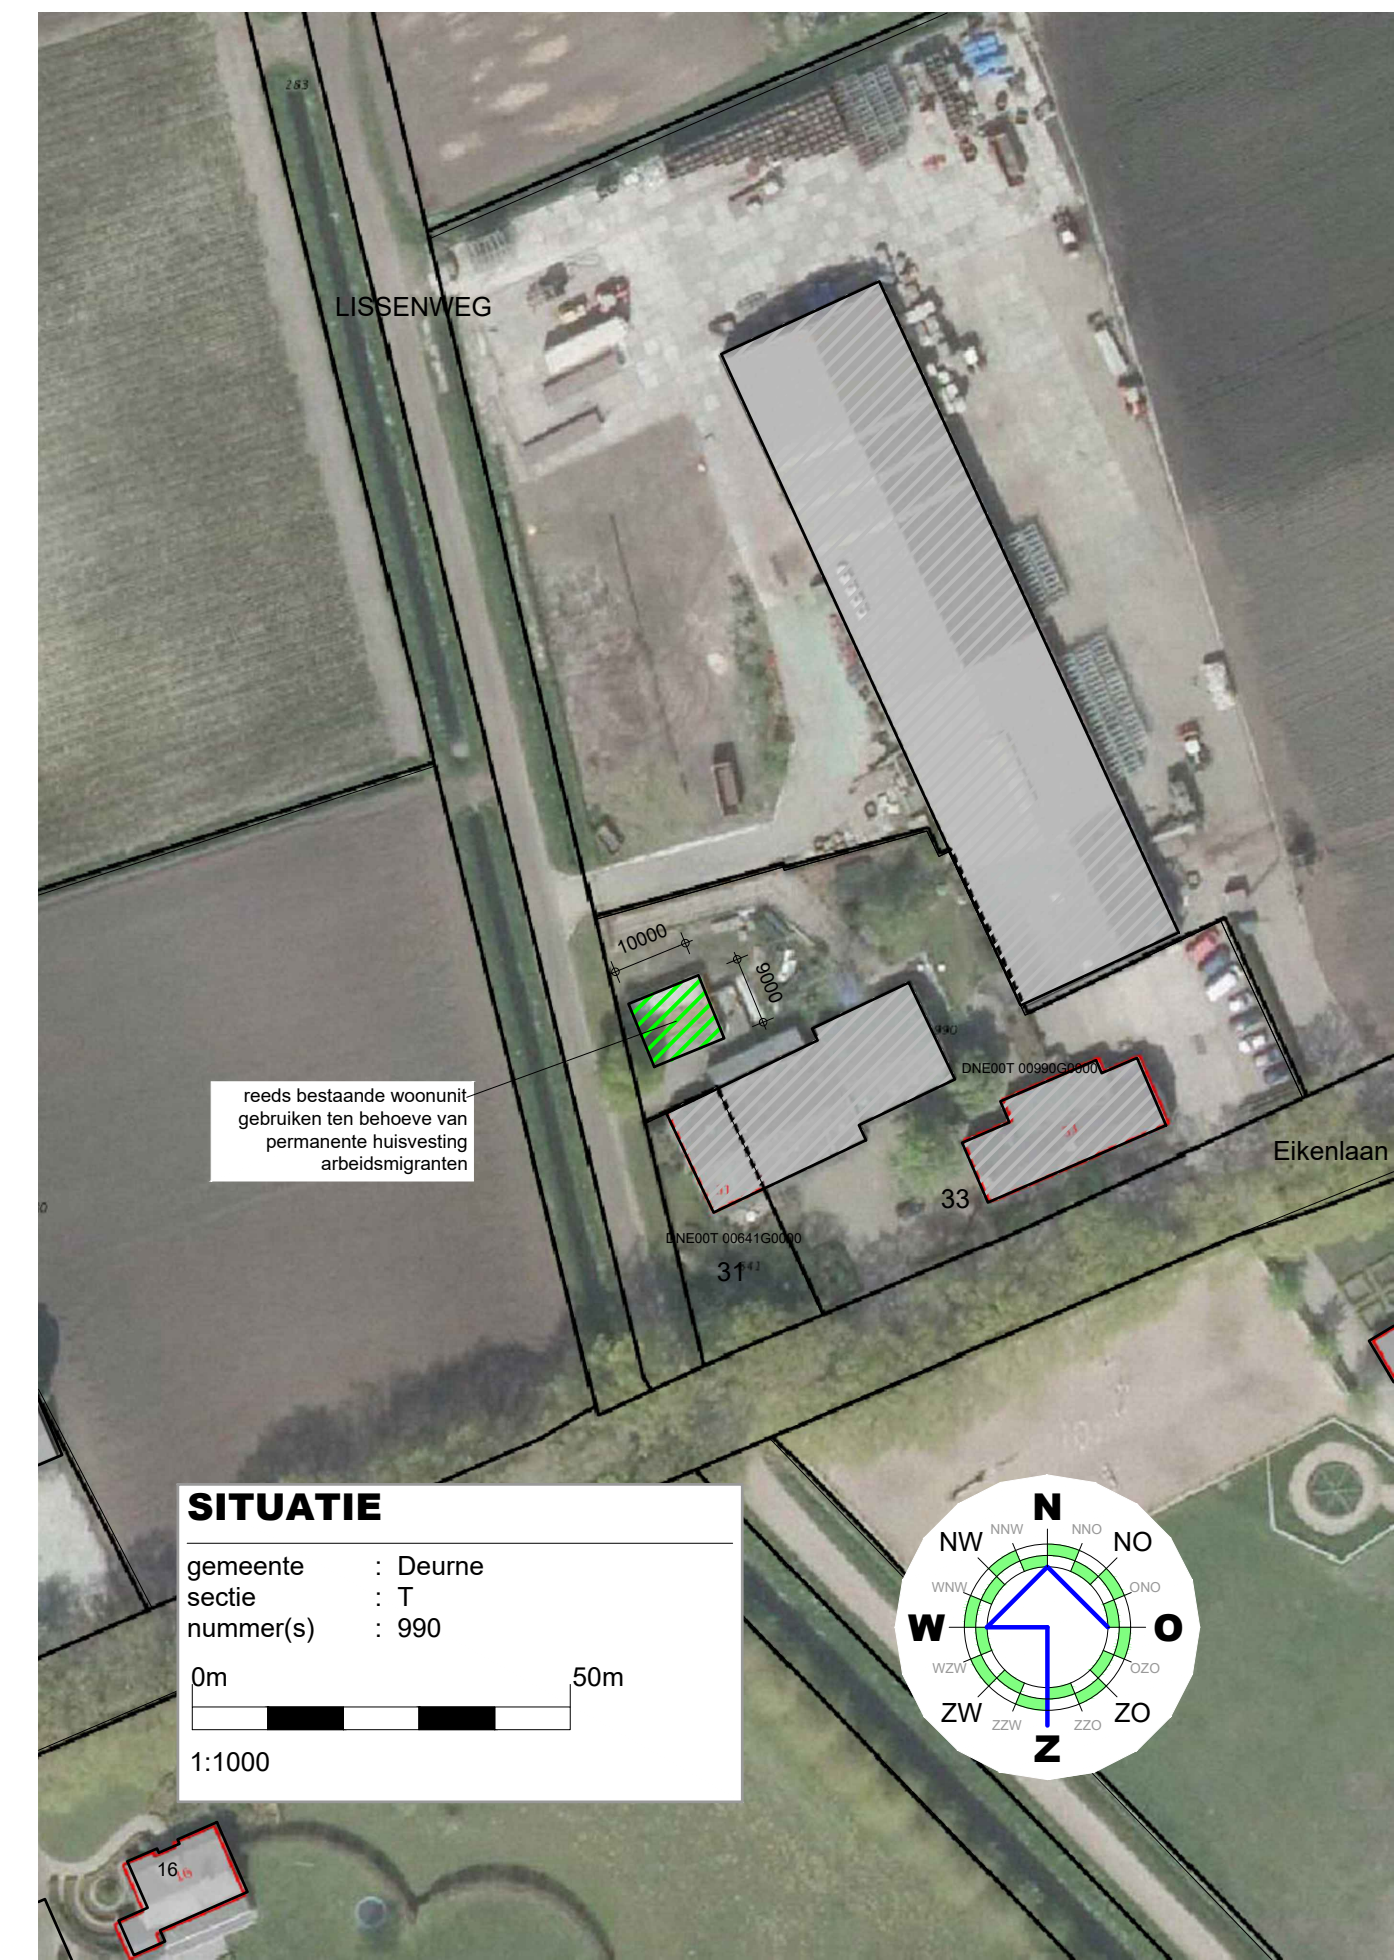 283
LISSENWEG
10000
9000
990
DNE00T 00990G0000
reeds bestaande woonunit
gebruiken ten behoeve van
permanente huisvesting
arbeidsmigranten
Eikenlaan
33
DNE00T 00641G0000
31
641
SITUATIE
gemeente : Deurne
sectie : T
nummer(s) : 990
0m 50m
1:1000
N
NNW NNO
NW NO
WNW ONO
W O
WZW OZO
ZW ZO
ZZW ZZO
Z
16
16